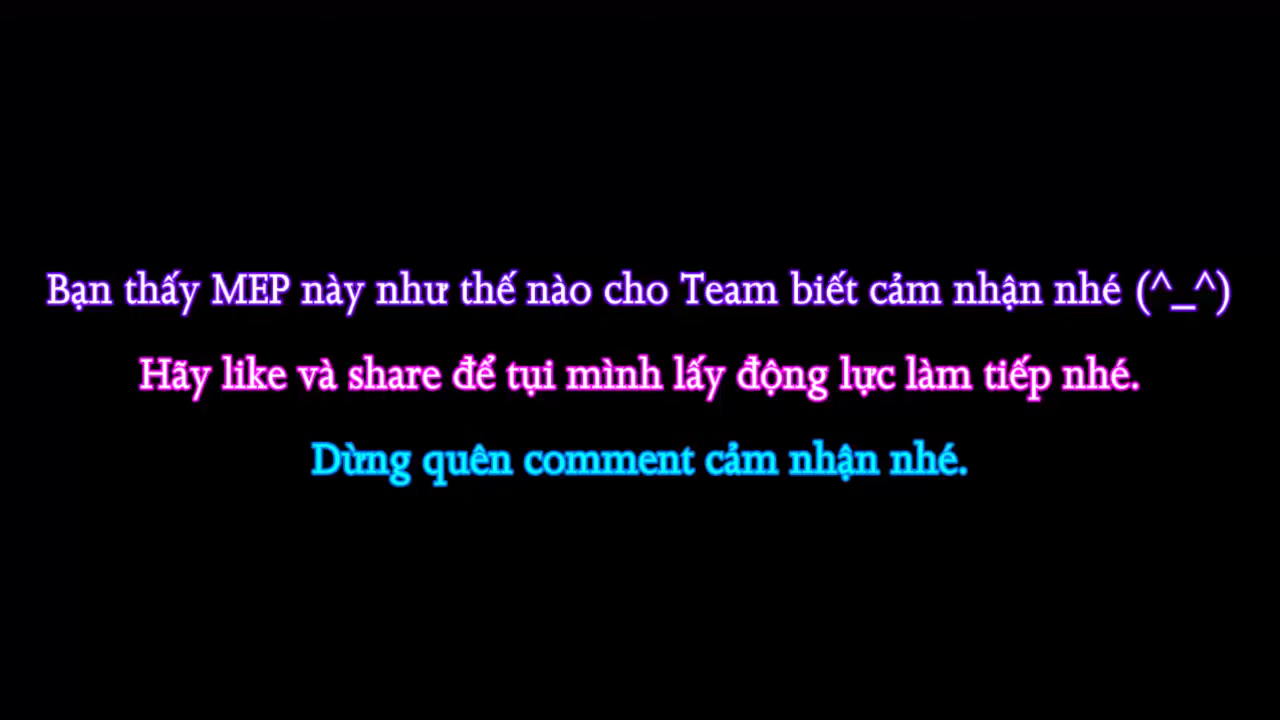 Bạn thấy MEP này như thế nào cho Team biết cảm nhận nhé (^_^)
Hãy like và share để tụi mình lấy động lực làm tiếp nhé.
Dừng quên comment cảm nhận nhé.